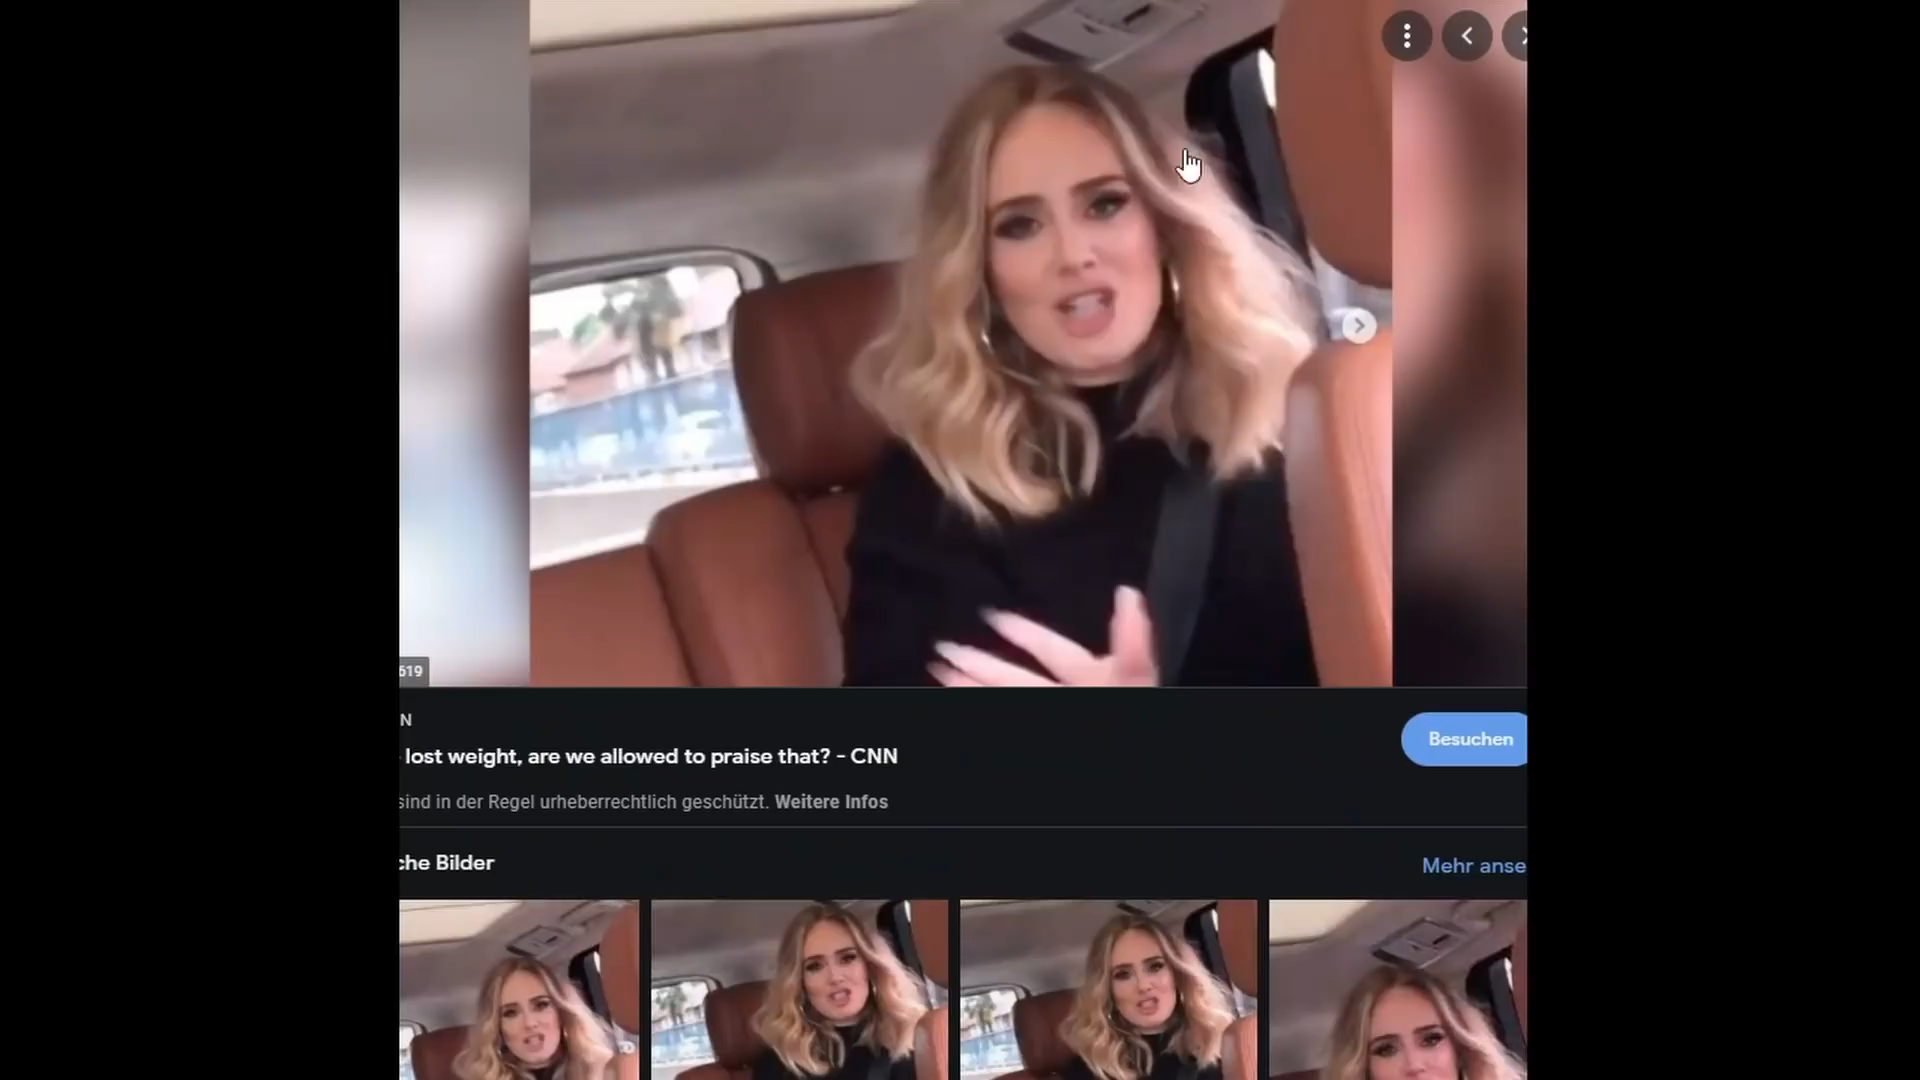 619
N
lost weight, are we allowed to praise that? - CNN
Besuchen
sind in der Regel urheberrechtlich geschützt. Weitere Infos
che Bilder
Mehr anse